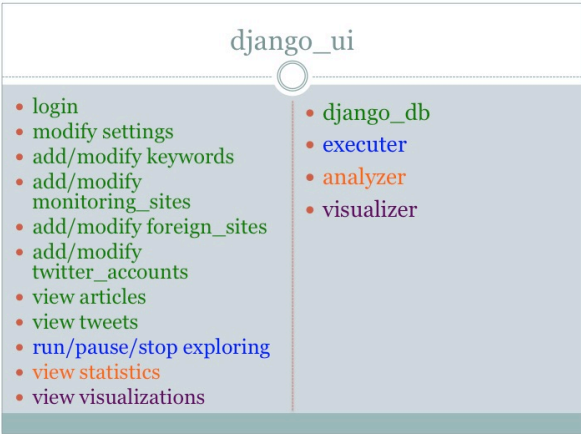 django_ui
login
modify settings
add/modify keywords
add/modify
monitoring_sites
add/modify foreign_sites
add/modify
twitter_accounts
view articles
view tweets
run/pause/stop exploring
view statistics
view visualizations
django_db
executer
analyzer
visualizer